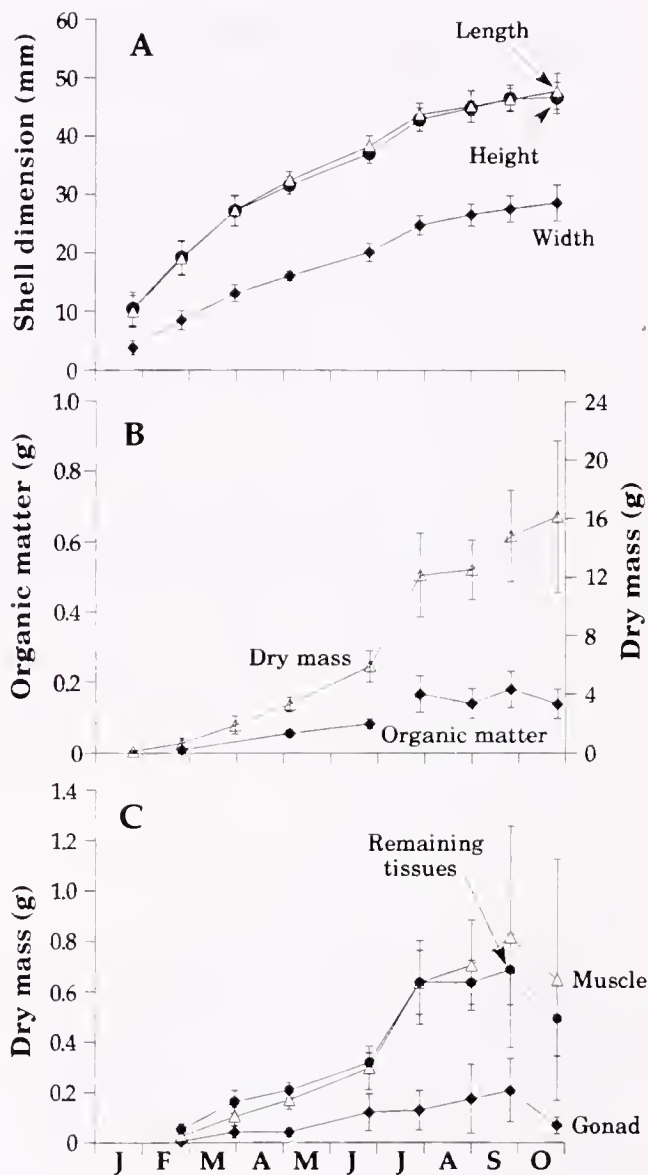 A
60
50
40
30
20
10
0
Shell dimension (mm)
Length
Height
Width
B
1.0
0.8
0.6
0.4
0.2
0
Organic matter (g)
24
20
16
12
8
4
0
Dry mass (g)
Dry mass
Organic matter
C
1.4
1.2
1.0
0.8
0.6
0.4
0.2
0
Dry mass (g)
Remaining
tissues
Muscle
Gonad
J F M A M J J A S O